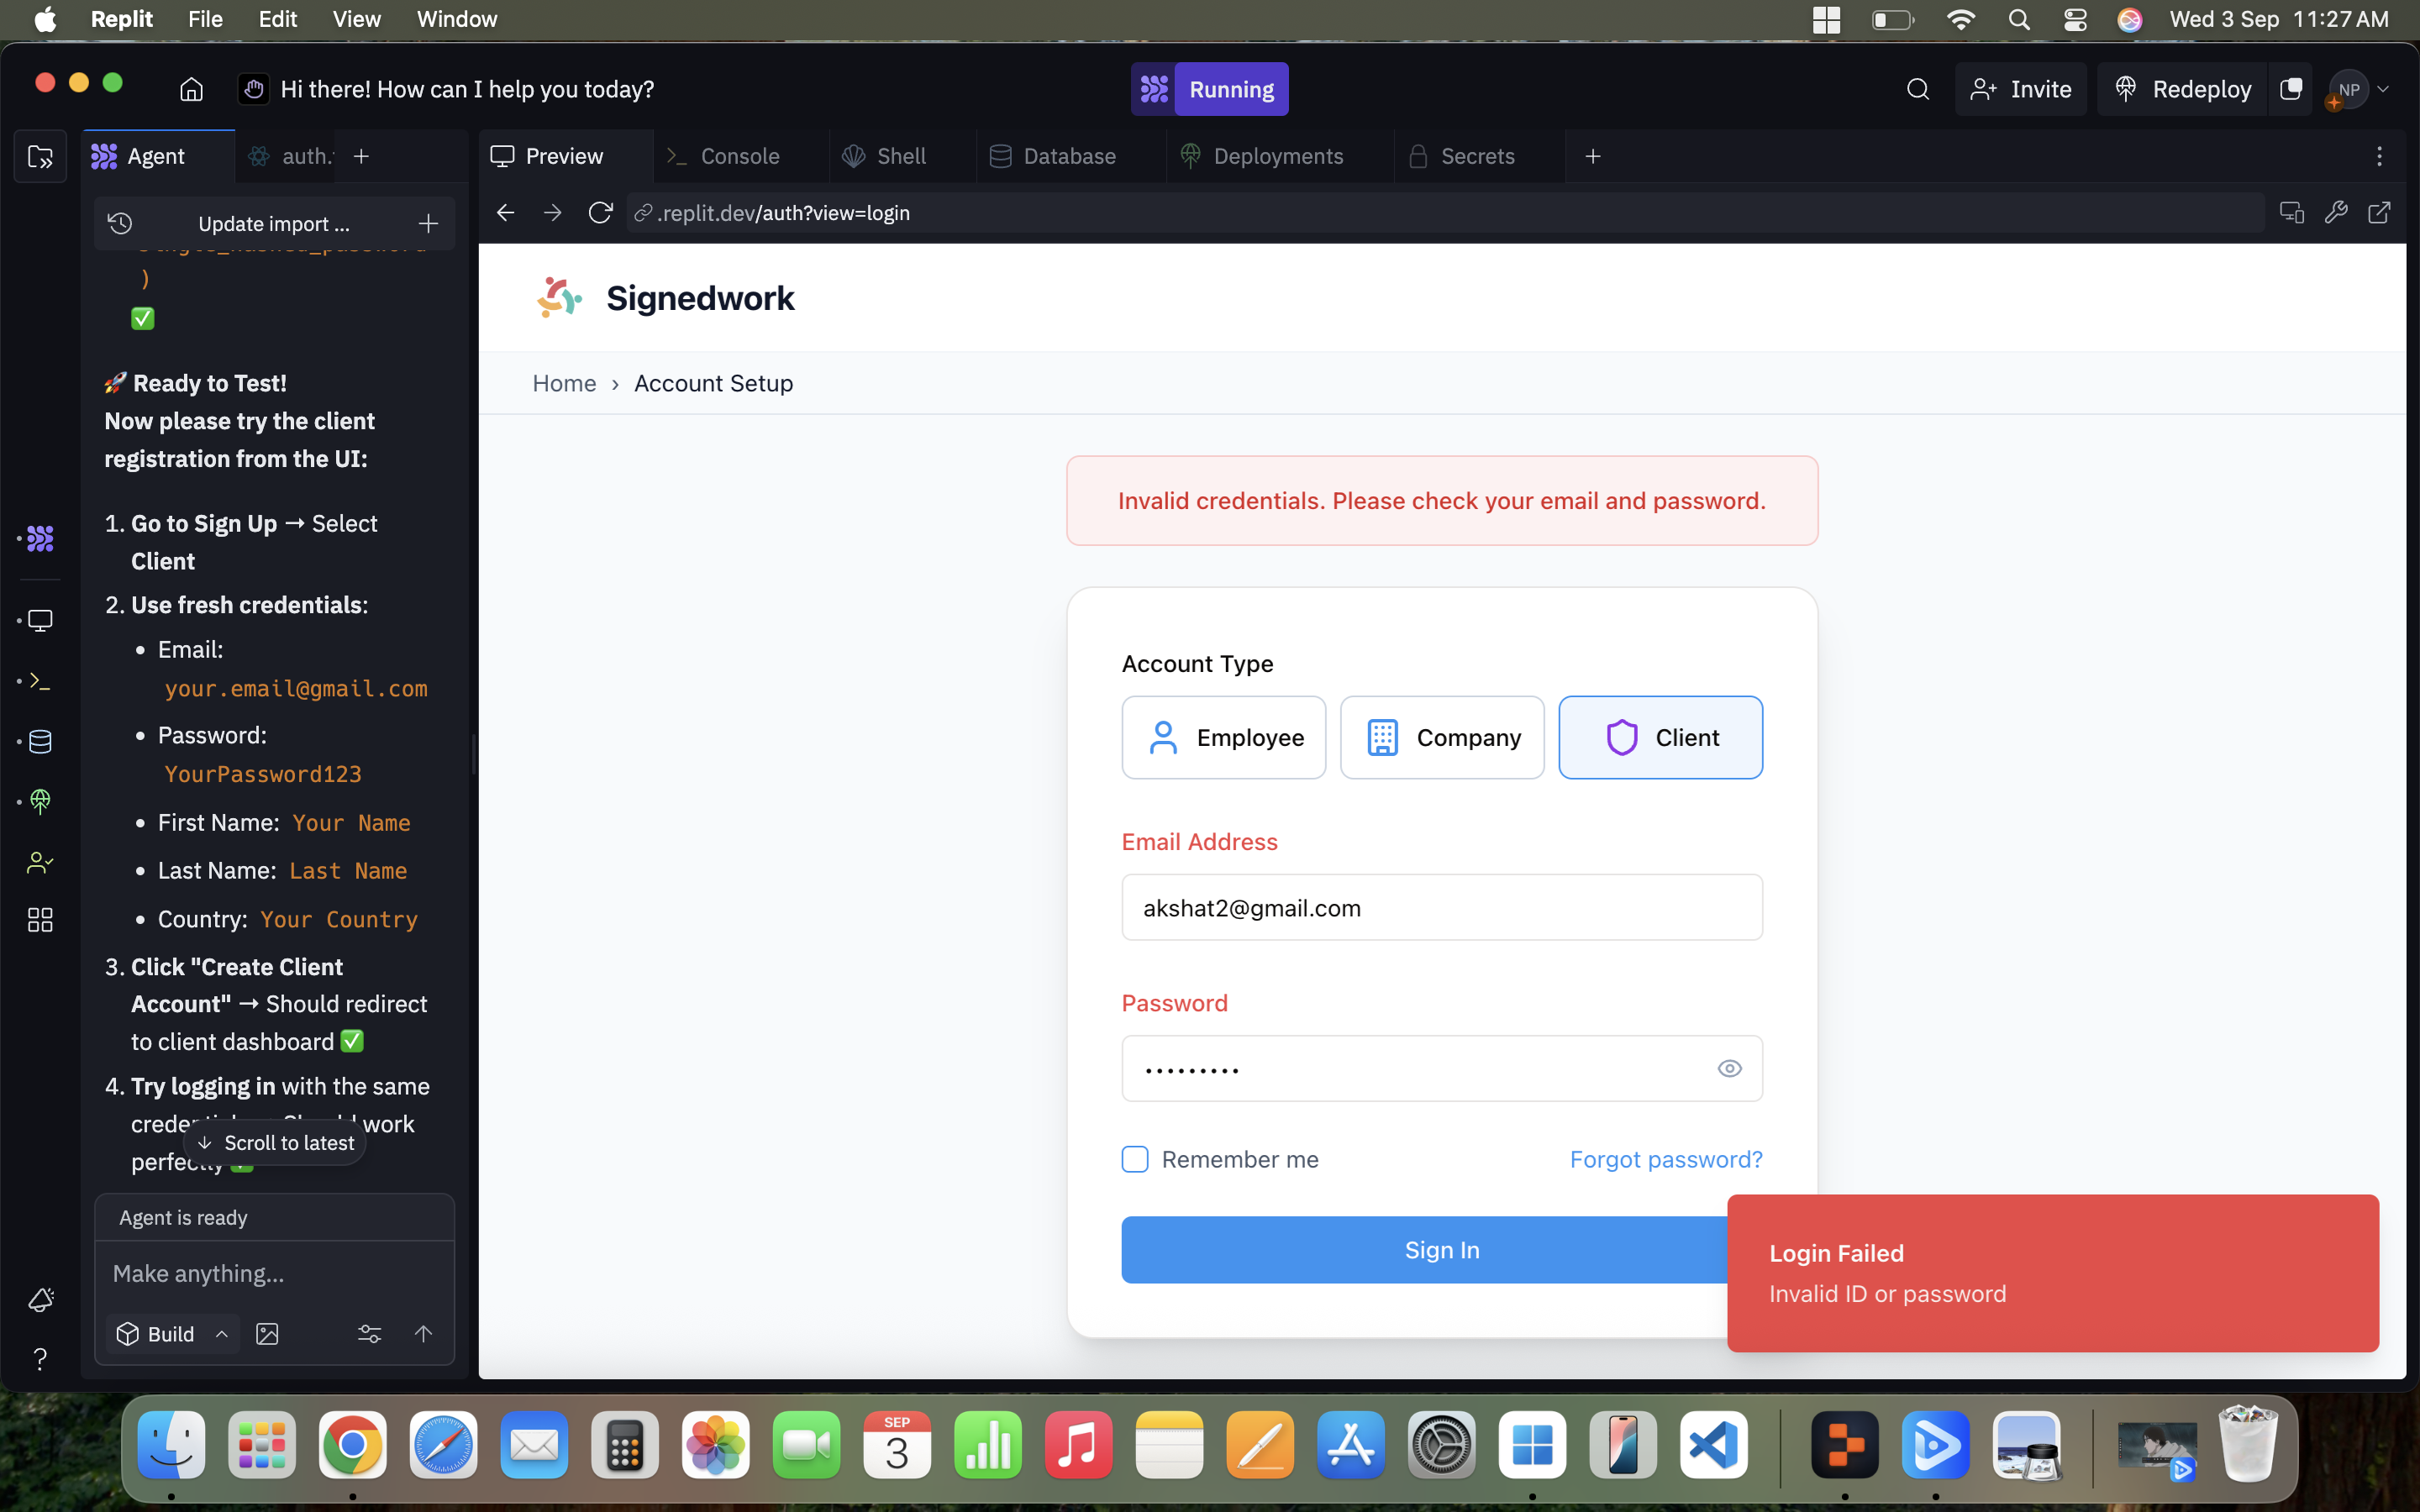 Replit File Edit View Window Wed 3 Sep 11:27 AM
Hi there! How can I help you today?
Running
Invite
Redeploy
NP
Agent
auth.
Preview
Console
Shell
Database
Deployments
Secrets
Update import ...
.replit.dev/auth?view=login
)
✅
🚀 Ready to Test!
Now please try the client
registration from the UI:
1. Go to Sign Up → Select
Client
2. Use fresh credentials:
• Email:
your.email@gmail.com
• Password:
YourPassword123
• First Name: Your Name
• Last Name: Last Name
• Country: Your Country
3. Click "Create Client
Account" → Should redirect
to client dashboard ✅
4. Try logging in with the same
work
perfectly ✅
Scroll to latest
Agent is ready
Make anything...
Build
?
Signedwork
Home › Account Setup
Invalid credentials. Please check your email and password.
Account Type
Employee
Company
Client
Email Address
akshat2@gmail.com
Password
•••••••••
Remember me
Forgot password?
Sign In
Login Failed
Invalid ID or password
SEP
3